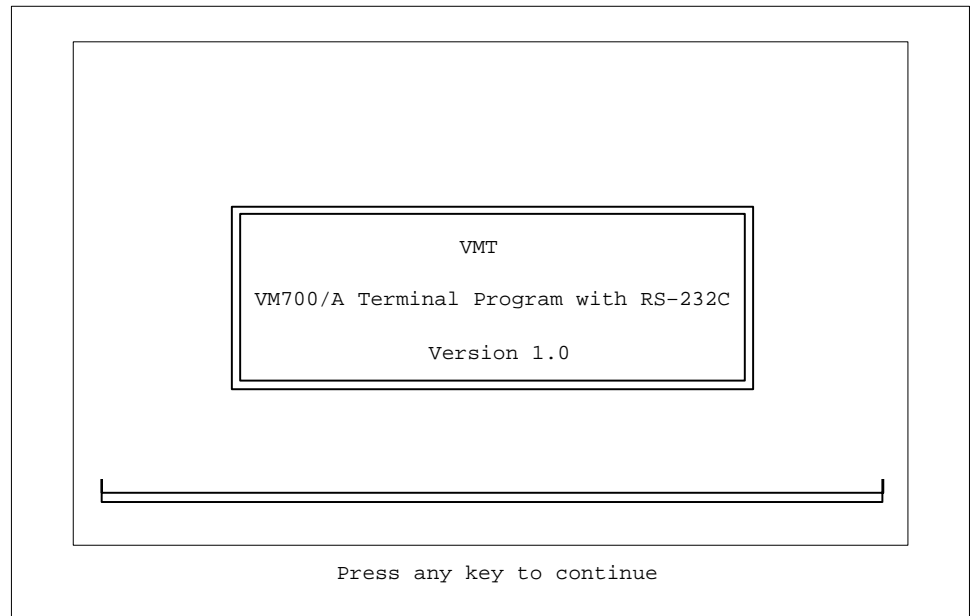 VMT
VM700/A Terminal Program with RS-232C
Version 1.0
Press any key to continue